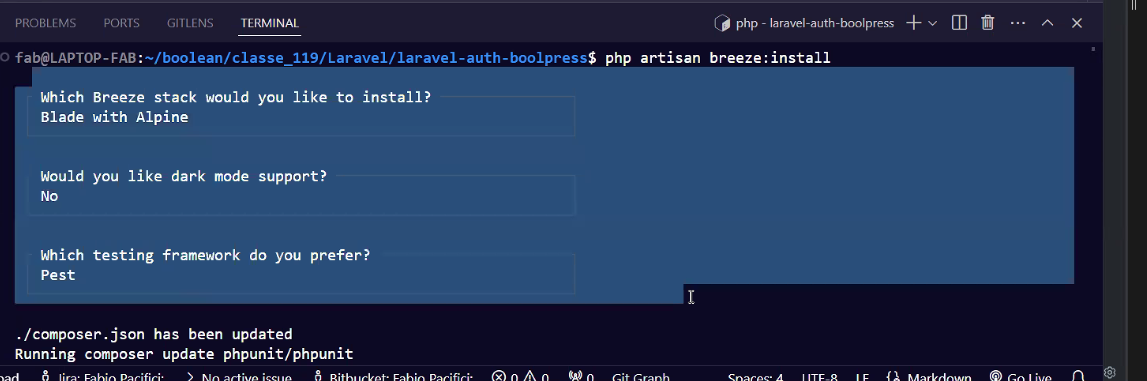 PROBLEMS PORTS GITLENS TERMINAL php - laravel-auth-boolpress
fab@LAPTOP-FAB:~/boolean/classe_119/Laravel/laravel-auth-boolpress$ php artisan breeze:install
Which Breeze stack would you like to install?
Blade with Alpine
Would you like dark mode support?
No
Which testing framework do you prefer?
Pest
./composer.json has been updated
Running composer update phpunit/phpunit
Jira: Fabio Pacifici: No active issue Bitbucket: Fabio Pacifici: 0 0 0 Git Graph Spaces: 4 UTF-8 LF Markdown Go Live